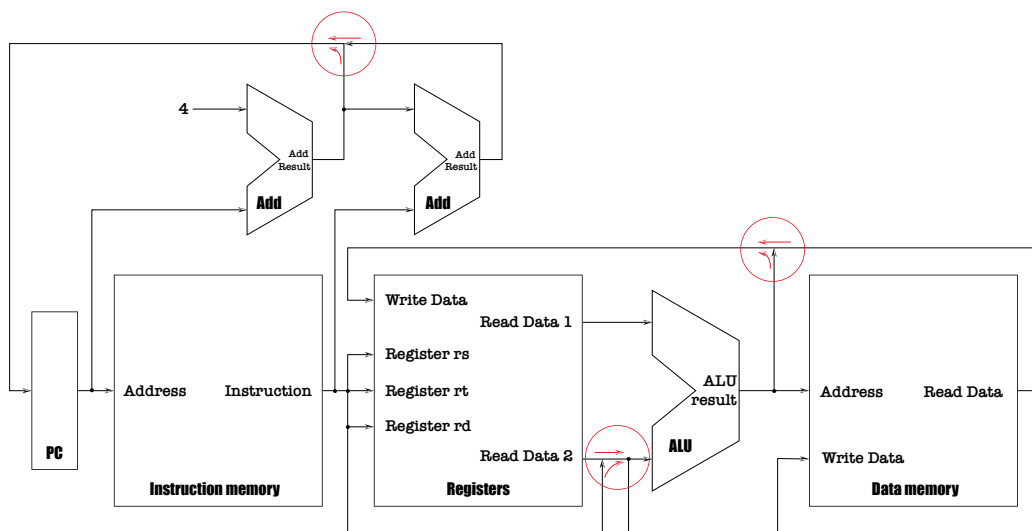 4
Add
Result
Add
Add
Result
Add
PC
Address
Instruction
Instruction memory
Write Data
Read Data 1
Register rs
Register rt
Register rd
Read Data 2
Registers
ALU
result
ALU
Address
Read Data
Write Data
Data memory